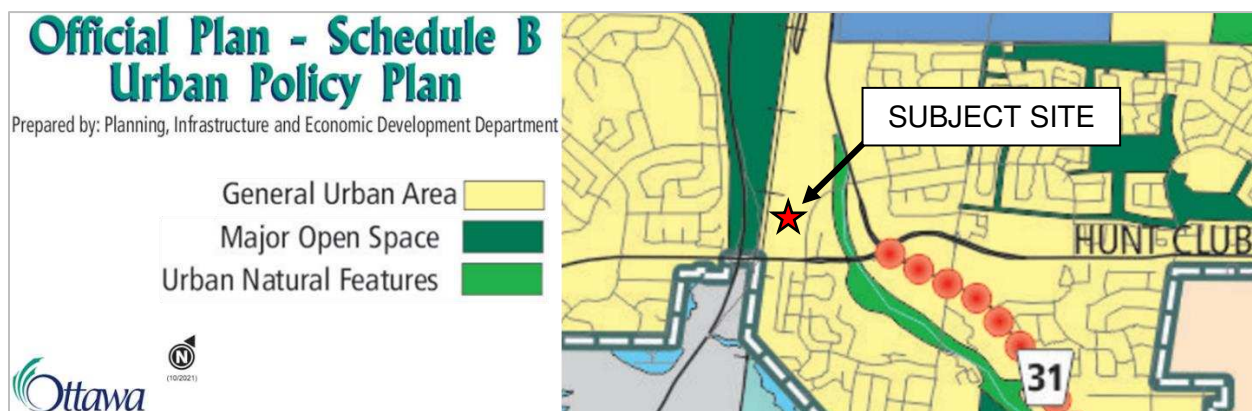 Official Plan - Schedule B
Urban Policy Plan
Prepared by: Planning, Infrastructure and Economic Development Department
General Urban Area
Major Open Space
Urban Natural Features
N
(10/2021)
Ottawa
SUBJECT SITE
HUNT CLUB
31